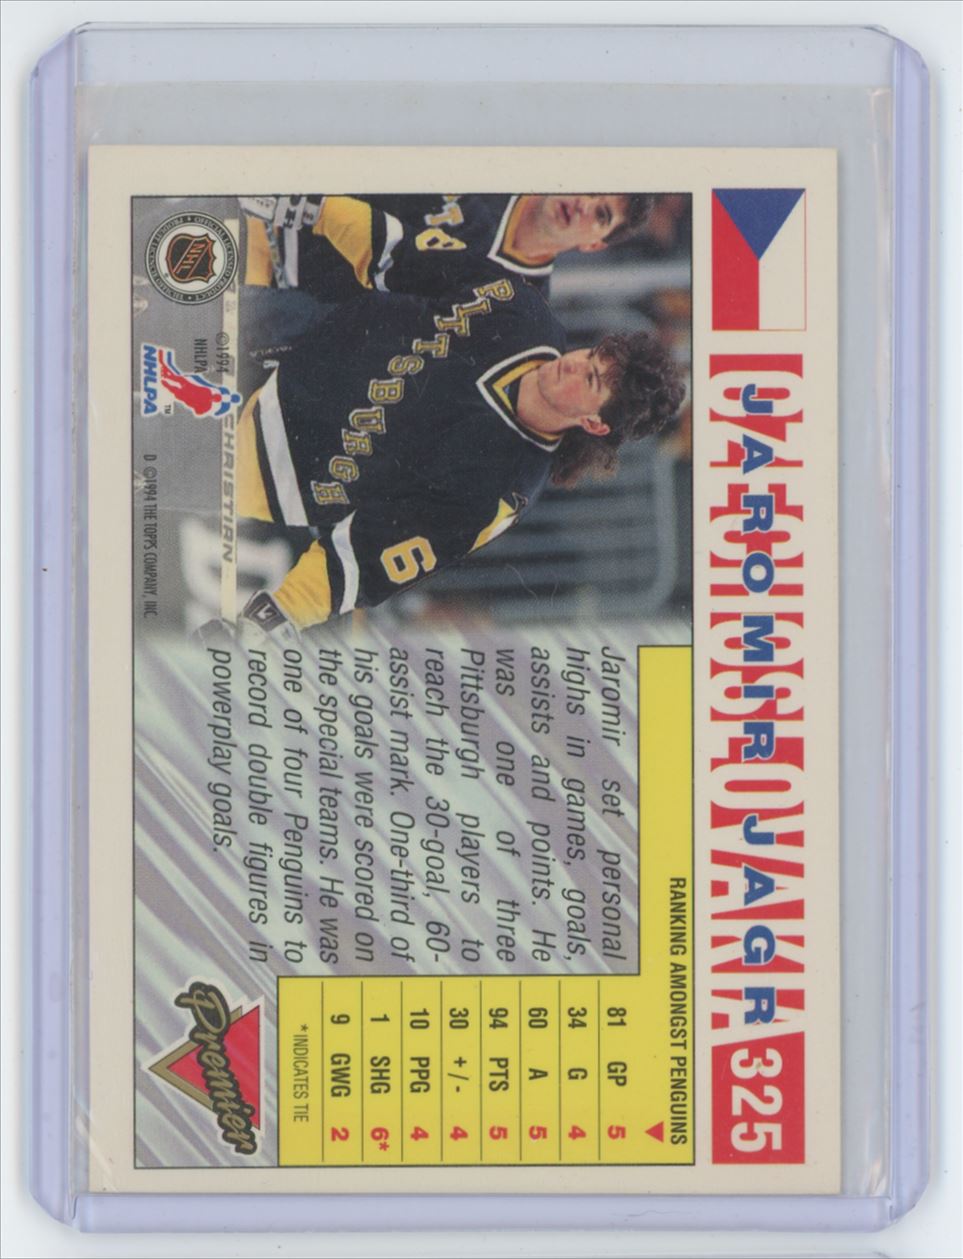 CZECHOSLOVAKIA
JAROMIR JAGR
325
RANKING AMONGST PENGUINS
81 GP 5
34 G 4
60 A 5
94 PTS 5
30 +/- 4
10 PPG 4
1 SHG 6*
9 GWG 2
*INDICATES TIE
Jaromir set personal
highs in games, goals,
assists and points. He
was one of three
Pittsburgh players to
reach the 30-goal, 60-
assist mark. One-third of
his goals were scored on
the special teams. He was
one of four Penguins to
record double figures in
powerplay goals.
PITTSBURGH
6
CHRISTIAN
NHL
©1994
NHLPA
NHLPA
TM
D ©1994 THE TOPPS COMPANY, INC.
Premier